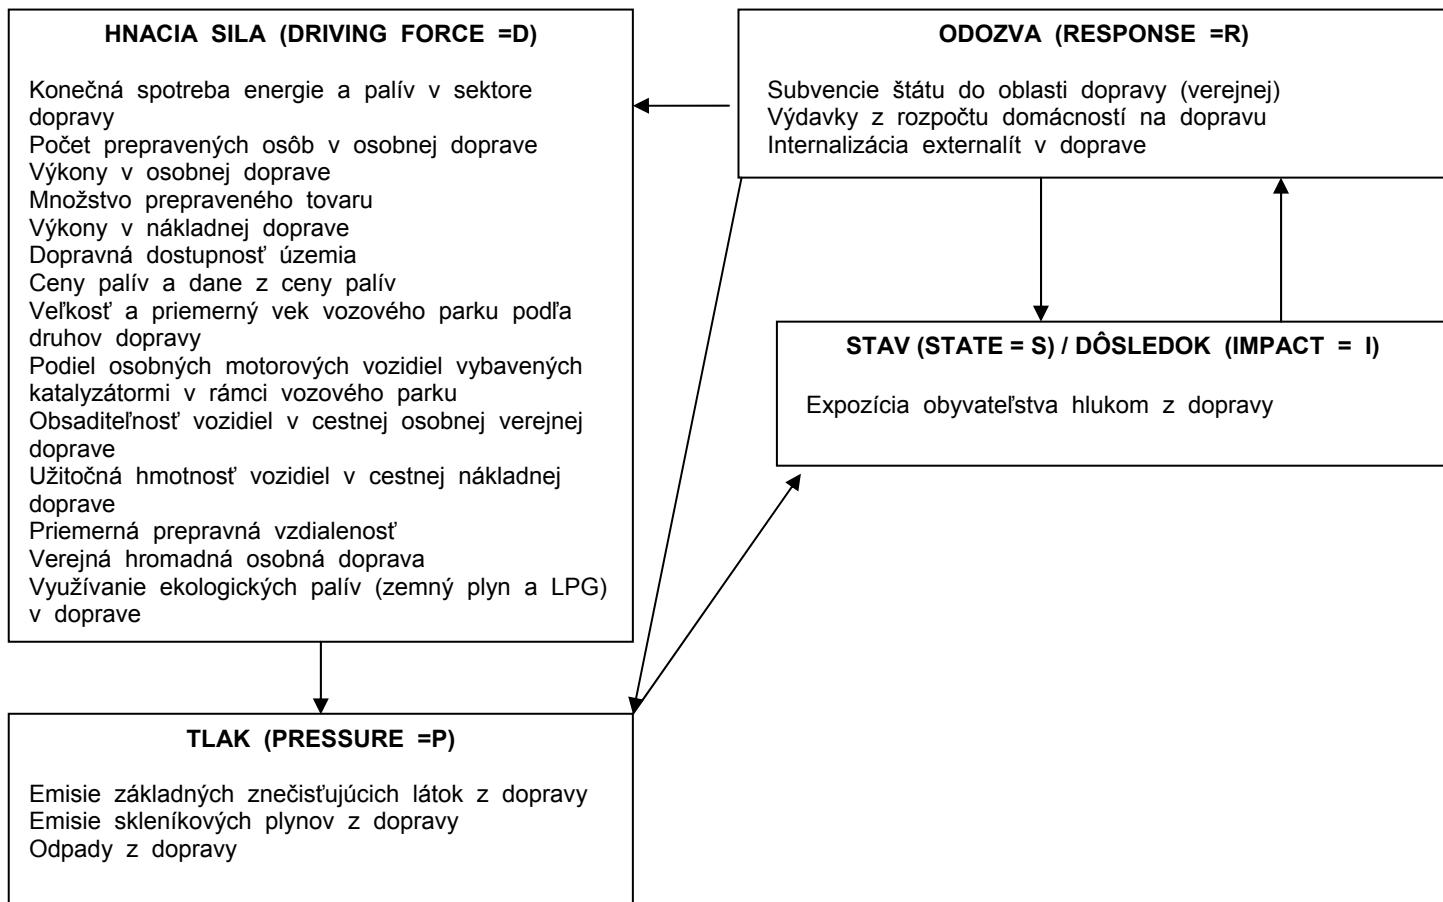 HNACIA SILA (DRIVING FORCE =D)
Konečná spotreba energie a palív v sektore
dopravy
Počet prepravených osôb v osobnej doprave
Výkony v osobnej doprave
Množstvo prepraveného tovaru
Výkony v nákladnej doprave
Dopravná dostupnosť územia
Ceny palív a dane z ceny palív
Veľkosť a priemerný vek vozového parku podľa
druhov dopravy
Podiel osobných motorových vozidiel vybavených
katalyzátormi v rámci vozového parku
Obsaditeľnosť vozidiel v cestnej osobnej verejnej
doprave
Užitočná hmotnosť vozidiel v cestnej nákladnej
doprave
Priemerná prepravná vzdialenosť
Verejná hromadná osobná doprava
Využívanie ekologických palív (zemný plyn a LPG)
v doprave
ODOZVA (RESPONSE =R)
Subvencie štátu do oblasti dopravy (verejnej)
Výdavky z rozpočtu domácností na dopravu
Internalizácia externalít v doprave
STAV (STATE = S) / DÔSLEDOK (IMPACT = I)
Expozícia obyvateľstva hlukom z dopravy
TLAK (PRESSURE =P)
Emisie základných znečisťujúcich látok z dopravy
Emisie skleníkových plynov z dopravy
Odpady z dopravy